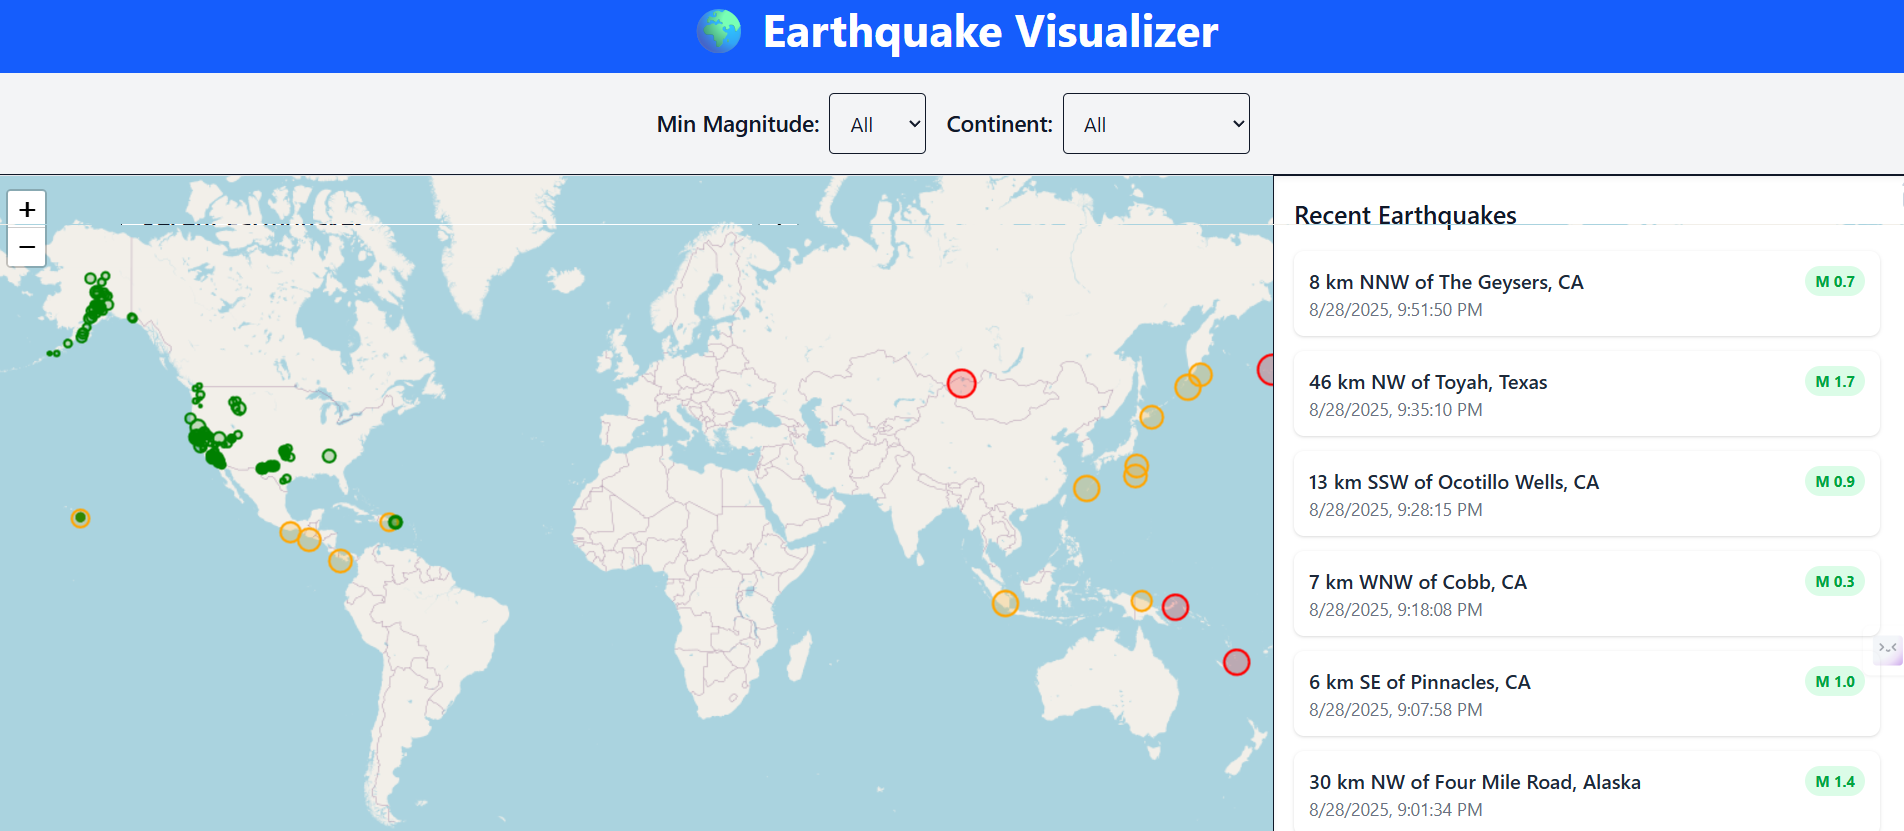 Earthquake Visualizer
Min Magnitude: All Continent: All
+
−
Recent Earthquakes
8 km NNW of The Geysers, CA M 0.7
8/28/2025, 9:51:50 PM
46 km NW of Toyah, Texas M 1.7
8/28/2025, 9:35:10 PM
13 km SSW of Ocotillo Wells, CA M 0.9
8/28/2025, 9:28:15 PM
7 km WNW of Cobb, CA M 0.3
8/28/2025, 9:18:08 PM
6 km SE of Pinnacles, CA M 1.0
8/28/2025, 9:07:58 PM
30 km NW of Four Mile Road, Alaska M 1.4
8/28/2025, 9:01:34 PM